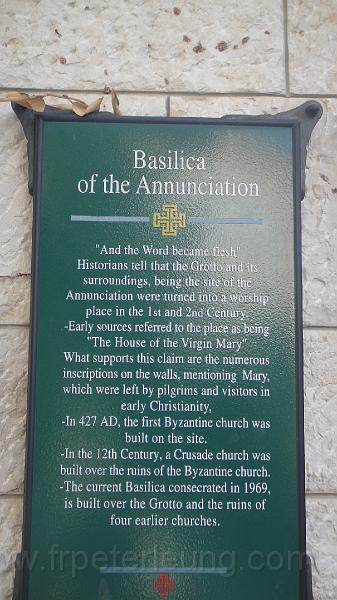 Basilica
of the Annunciation
"And the Word became flesh"
Historians tell that the Grotto and its
surroundings, being the site of the
Annunciation were turned into a worship
place in the 1st and 2nd Century.
-Early sources referred to the place as being
"The House of the Virgin Mary"
What supports this claim are the numerous
inscriptions on the walls, mentioning Mary,
which were left by pilgrims and visitors in
early Christianity,
-In 427 AD, the first Byzantine church was
built on the site.
-In the 12th Century, a Crusade church was
built over the ruins of the Byzantine church.
-The current Basilica consecrated in 1969,
is built over the Grotto and the ruins of
four earlier churches.
www.frpeterleung.com